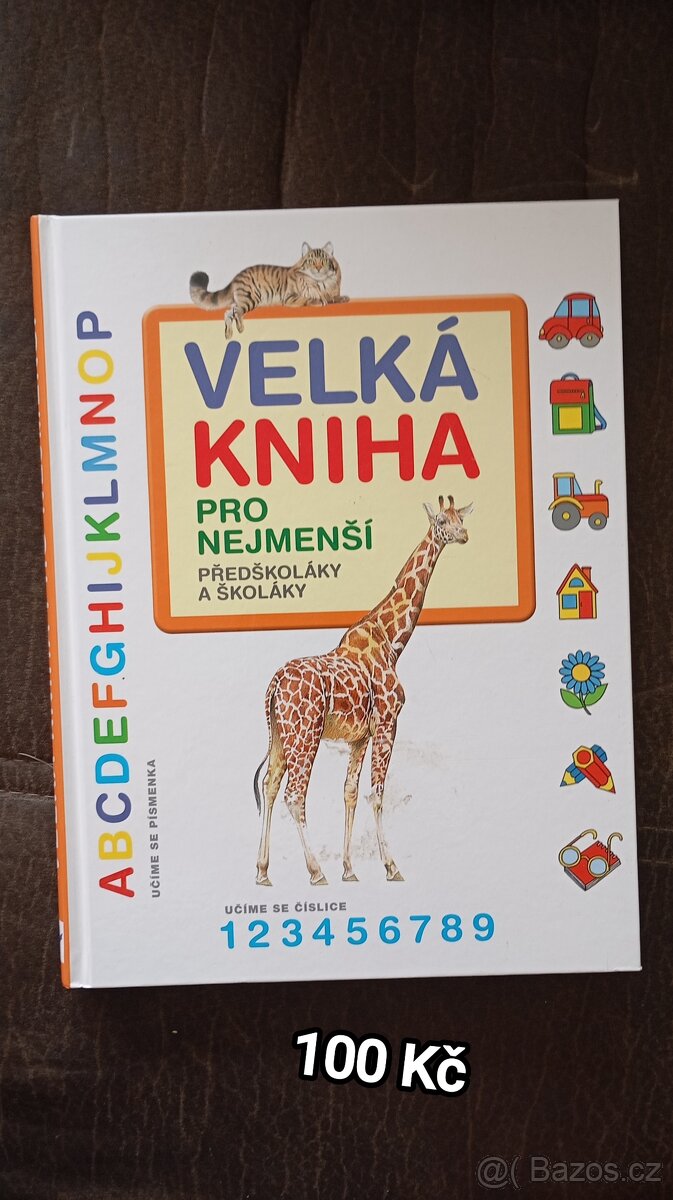 VELKÁ
KNIHA
PRO
NEJMENŠÍ
PŘEDŠKOLÁKY
A ŠKOLÁKY
ABCDEFGHIJKLMNOP
UČÍME SE PÍSMENKA
UČÍME SE ČÍSLICE
123456789
100 Kč
@( Bazos.cz